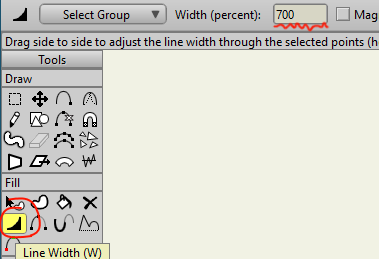 Select Group Width (percent): 700 Mag
Drag side to side to adjust the line width through the selected points (h
Tools
Draw
Fill
Line Width (W)